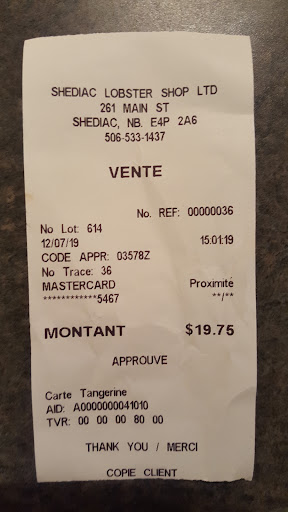 SHEDIAC LOBSTER SHOP LTD
261 MAIN ST
SHEDIAC, NB. E4P 2A6
506-533-1437
VENTE
No. REF: 00000036
No Lot: 614
12/07/19 15:01:19
CODE APPR: 03578Z
No Trace: 36
MASTERCARD Proximité
************5467 **/**
MONTANT $19.75
APPROUVE
Carte Tangerine
AID: A0000000041010
TVR: 00 00 00 80 00
THANK YOU / MERCI
COPIE CLIENT